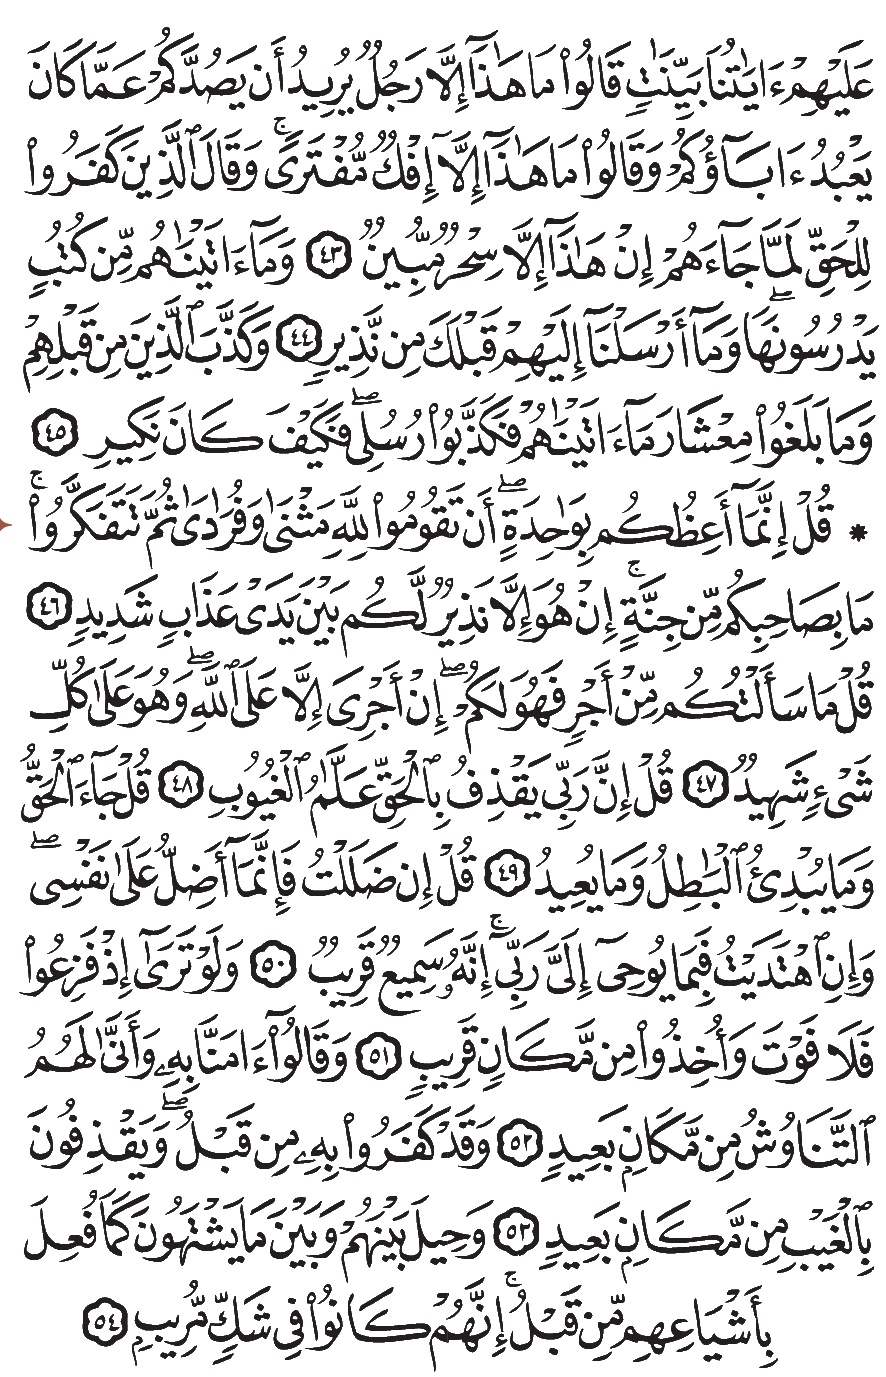 عَلَيْهِمْ ءَايَٰتُنَا بَيِّنَٰتٍ قَالُوا۟ مَا هَٰذَآ إِلَّا رَجُلٌ يُرِيدُ أَن يَصُدَّكُمْ عَمَّا كَانَ
يَعْبُدُ ءَابَآؤُكُمْ وَقَالُوا۟ مَا هَٰذَآ إِلَّآ إِفْكٌ مُّفْتَرًى ۚ وَقَالَ ٱلَّذِينَ كَفَرُوا۟
لِلْحَقِّ لَمَّا جَآءَهُمْ إِنْ هَٰذَآ إِلَّا سِحْرٌ مُّبِينٌ ٤٣ وَمَآ ءَاتَيْنَٰهُم مِّن كُتُبٍ
يَدْرُسُونَهَا ۖ وَمَآ أَرْسَلْنَآ إِلَيْهِمْ قَبْلَكَ مِن نَّذِيرٍ ٤٤ وَكَذَّبَ ٱلَّذِينَ مِن قَبْلِهِمْ
وَمَا بَلَغُوا۟ مِعْشَارَ مَآ ءَاتَيْنَٰهُمْ فَكَذَّبُوا۟ رُسُلِى ۖ فَكَيْفَ كَانَ نَكِيرِ ٤٥
* قُلْ إِنَّمَآ أَعِظُكُم بِوَٰحِدَةٍ ۖ أَن تَقُومُوا۟ لِلَّهِ مَثْنَىٰ وَفُرَٰدَىٰ ثُمَّ تَتَفَكَّرُوا۟ ۚ
مَا بِصَاحِبِكُم مِّن جِنَّةٍ ۚ إِنْ هُوَ إِلَّا نَذِيرٌ لَّكُم بَيْنَ يَدَىْ عَذَابٍ شَدِيدٍ ٤٦
قُلْ مَا سَأَلْتُكُم مِّنْ أَجْرٍ فَهُوَ لَكُمْ ۖ إِنْ أَجْرِىَ إِلَّا عَلَى ٱللَّهِ ۖ وَهُوَ عَلَىٰ كُلِّ
شَىْءٍ شَهِيدٌ ٤٧ قُلْ إِنَّ رَبِّى يَقْذِفُ بِٱلْحَقِّ عَلَّٰمُ ٱلْغُيُوبِ ٤٨ قُلْ جَآءَ ٱلْحَقُّ
وَمَا يُبْدِئُ ٱلْبَٰطِلُ وَمَا يُعِيدُ ٤٩ قُلْ إِن ضَلَلْتُ فَإِنَّمَآ أَضِلُّ عَلَىٰ نَفْسِى ۖ
وَإِنِ ٱهْتَدَيْتُ فَبِمَا يُوحِىٓ إِلَىَّ رَبِّىٓ ۚ إِنَّهُۥ سَمِيعٌ قَرِيبٌ ٥٠ وَلَوْ تَرَىٰٓ إِذْ فَزِعُوا۟
فَلَا فَوْتَ وَأُخِذُوا۟ مِن مَّكَانٍ قَرِيبٍ ٥١ وَقَالُوٓا۟ ءَامَنَّا بِهِۦ وَأَنَّىٰ لَهُمُ
ٱلتَّنَاوُشُ مِن مَّكَانٍۭ بَعِيدٍ ٥٢ وَقَدْ كَفَرُوا۟ بِهِۦ مِن قَبْلُ ۖ وَيَقْذِفُونَ
بِٱلْغَيْبِ مِن مَّكَانٍۭ بَعِيدٍ ٥٣ وَحِيلَ بَيْنَهُمْ وَبَيْنَ مَا يَشْتَهُونَ كَمَا فُعِلَ
بِأَشْيَاعِهِم مِّن قَبْلُ ۚ إِنَّهُمْ كَانُوا۟ فِى شَكٍّ مُّرِيبٍۭ ٥٤